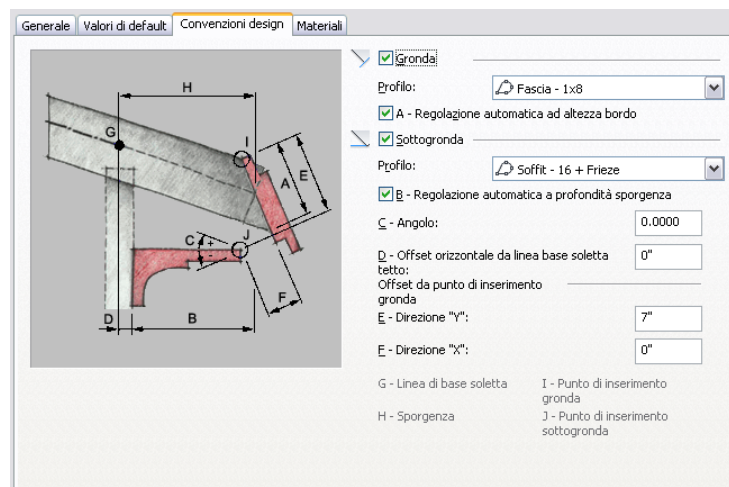 Generale Valori di default Convenzioni design Materiali
Gronda
Profilo: Fascia - 1x8
A - Regolazione automatica ad altezza bordo
Sottogronda
Profilo: Soffit - 16 + Frieze
B - Regolazione automatica a profondità sporgenza
C - Angolo: 0.0000
D - Offset orizzontale da linea base soletta tetto: 0"
Offset da punto di inserimento gronda
E - Direzione "Y": 7"
F - Direzione "X": 0"
G - Linea di base soletta
I - Punto di inserimento gronda
H - Sporgenza
J - Punto di inserimento sottogronda
H
G
I
A
E
J
C + -
F
D
B